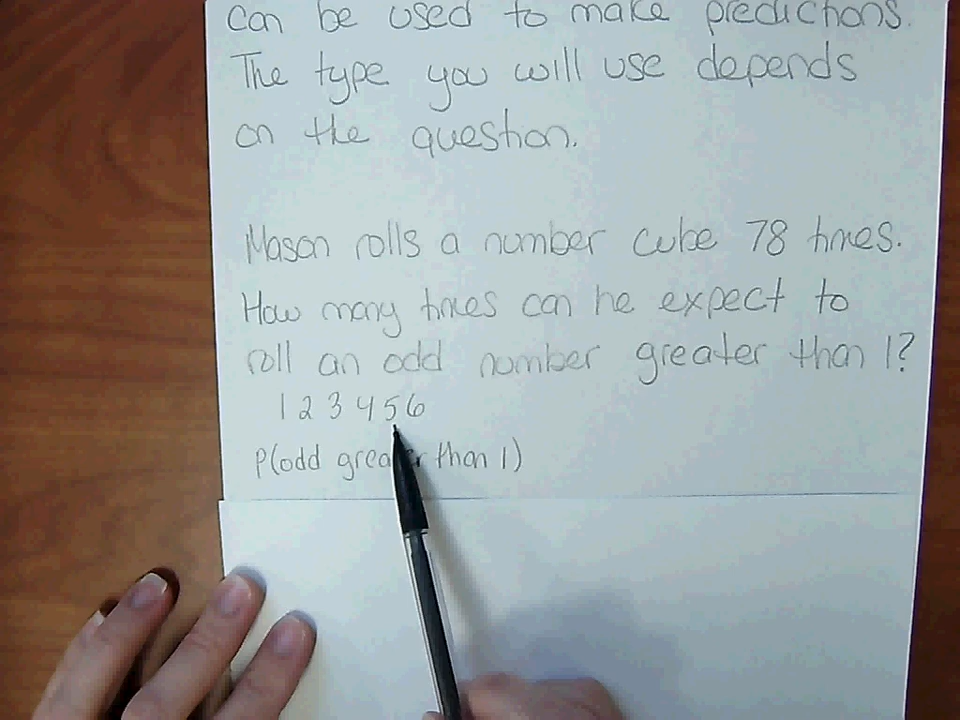 can be used to make predictions.
The type you will use depends
on the question.
Mason rolls a number cube 78 times.
How many times can he expect to
roll an odd number greater than 1?
1 2 3 4 5 6
P(odd greater than 1)